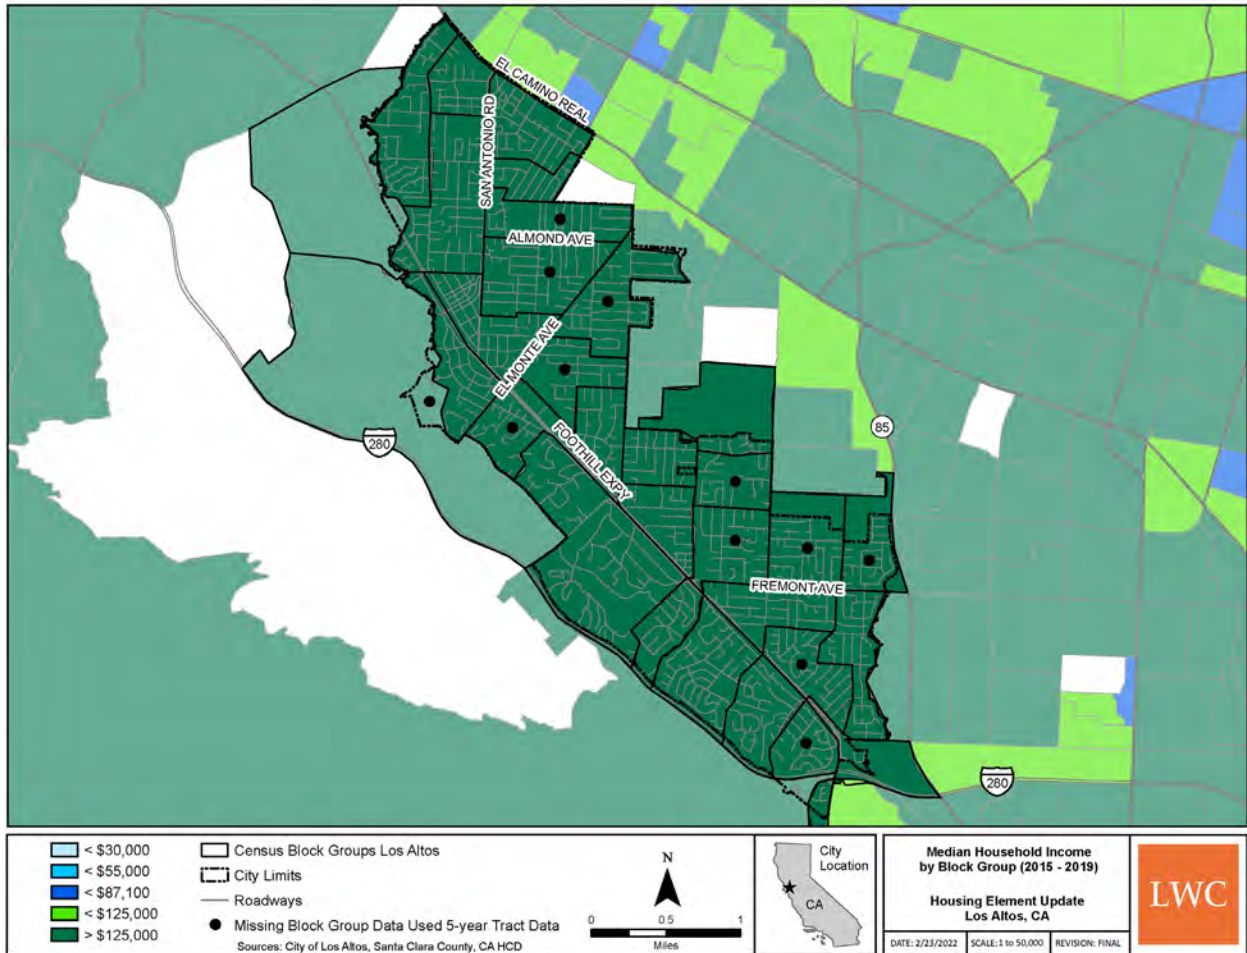 EL CAMINO REAL
SAN ANTONIO RD
ALMOND AVE
EL MONTE AVE
FOOTHILL EXPY
280
85
FREMONT AVE
280
< $30,000
< $55,000
< $87,100
< $125,000
> $125,000
Census Block Groups Los Altos
City Limits
Roadways
Missing Block Group Data Used 5-year Tract Data
Sources: City of Los Altos, Santa Clara County, CA HCD
N
0 0.5 1
Miles
City
Location
CA
Median Household Income
by Block Group (2015 - 2019)
Housing Element Update
Los Altos, CA
DATE: 2/23/2022 SCALE:1 to 50,000 REVISION: FINAL
LWC